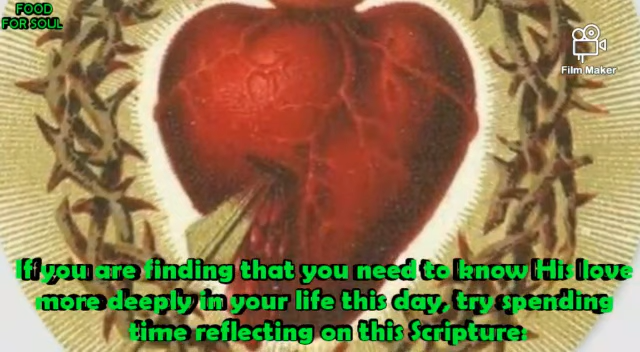 FOOD
FOR SOUL
Film Maker
If you are finding that you need to know His love
more deeply in your life this day, try spending
time reflecting on this Scripture: